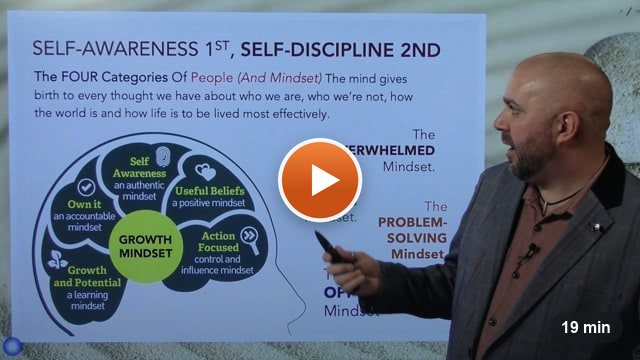 SELF-AWARENESS 1ST, SELF-DISCIPLINE 2ND
The FOUR Categories Of People (And Mindset) The mind gives
birth to every thought we have about who we are, who we're not, how
the world is and how life is to be lived most effectively.
Self
Awareness
an authentic
mindset
Useful Beliefs
a positive mindset
Own it
an accountable
mindset
GROWTH
MINDSET
Action
Focused
control and
influence mindset
Growth
and Potential
a learning
mindset
The
Mindset.
The
PROBLEM-
SOLVING
Mindset.
Mindset
19 min